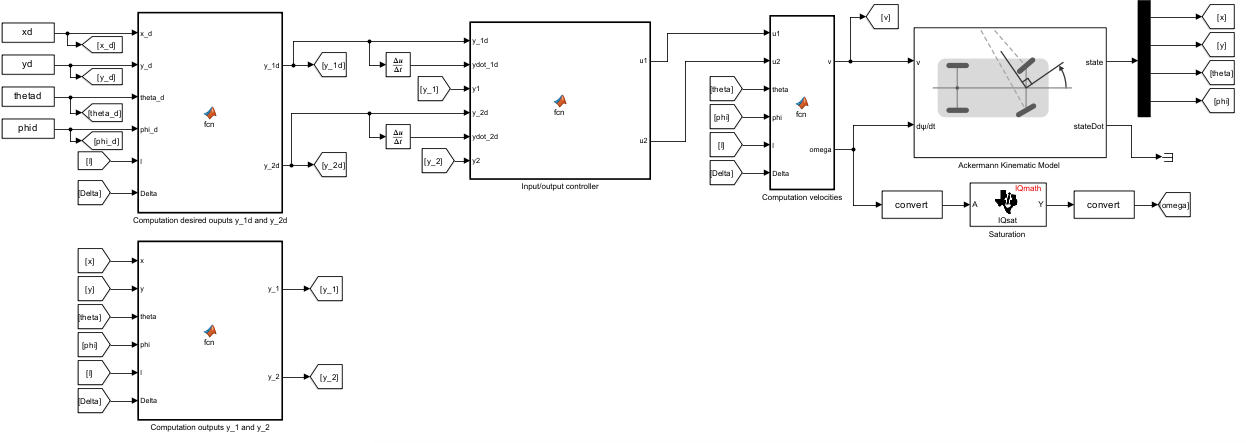 xd
[x_d]
yd
[y_d]
thetad
[theta_d]
phid
[phi_d]
[l]
[Delta]
x_d
y_d
theta_d
phi_d
l
Delta
fcn
y_1d
y_2d
Computation desired ouputs y_1d and y_2d
[y_1d]
[y_2d]
Δu
Δt
[y_1]
Δu
Δt
[y_2]
y_1d
ydot_1d
y1
y_2d
ydot_2d
y2
fcn
u1
u2
Input/output controller
[theta]
[phi]
[l]
[Delta]
u1
u2
theta
phi
l
Delta
fcn
v
omega
Computation velocities
[v]
v
dψ/dt
state
stateDot
Ackermann Kinematic Model
[x]
[y]
[theta]
[phi]
convert
A
IQmath
IQsat
Y
Saturation
convert
[omega]
[x]
[y]
[theta]
[phi]
[l]
[Delta]
x
y
theta
phi
l
Delta
fcn
y_1
y_2
Computation outputs y_1 and y_2
[y_1]
[y_2]